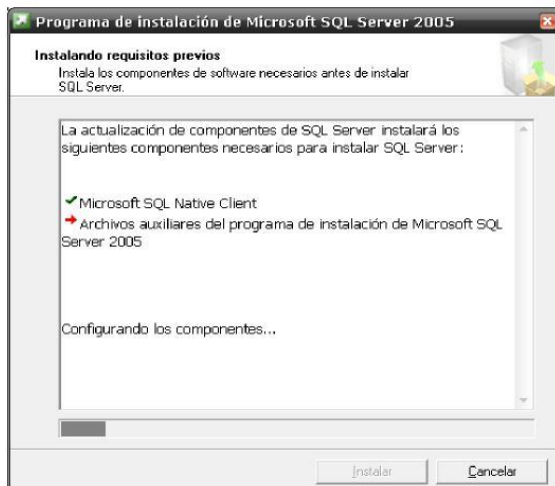 Programa de instalación de Microsoft SQL Server 2005
Instalando requisitos previos
Instala los componentes de software necesarios antes de instalar
SQL Server.
La actualización de componentes de SQL Server instalará los
siguientes componentes necesarios para instalar SQL Server:
Microsoft SQL Native Client
Archivos auxiliares del programa de instalación de Microsoft SQL
Server 2005
Configurando los componentes...
Instalar
Cancelar